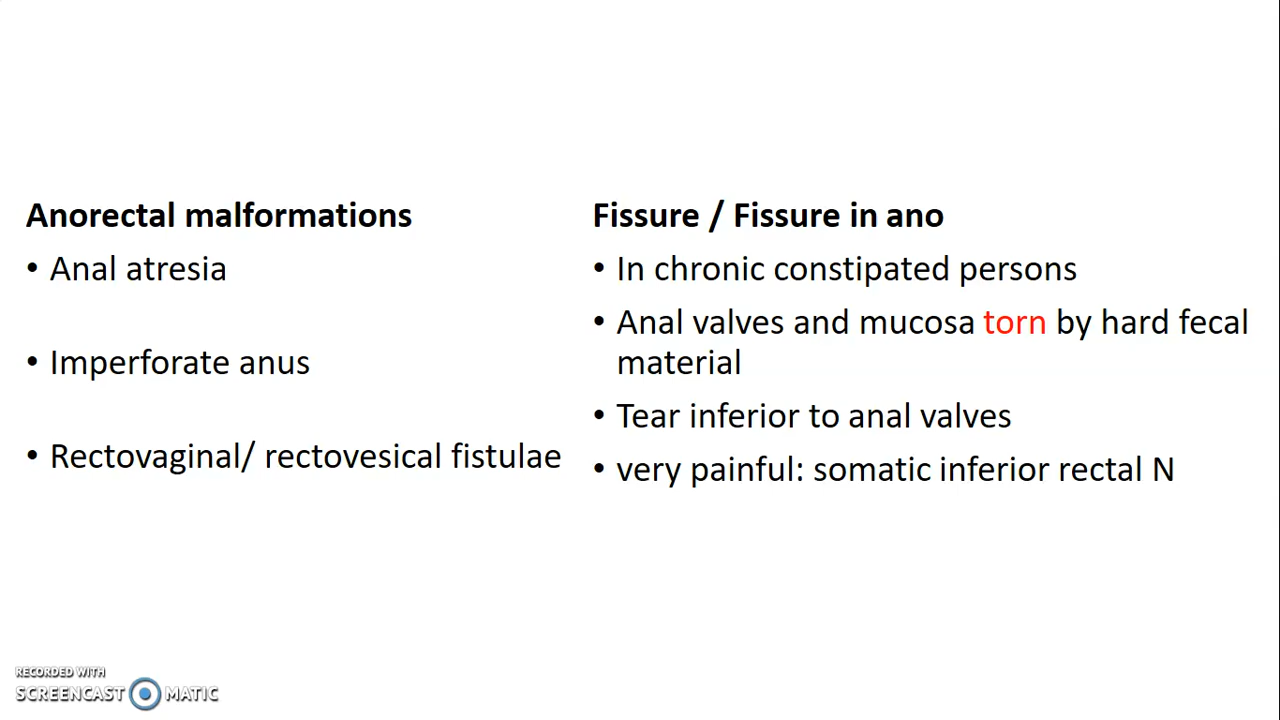 Anorectal malformations
• Anal atresia
• Imperforate anus
• Rectovaginal/ rectovesical fistulae
Fissure / Fissure in ano
• In chronic constipated persons
• Anal valves and mucosa torn by hard fecal
material
• Tear inferior to anal valves
• very painful: somatic inferior rectal N
RECORDED WITH
SCREENCAST MATIC